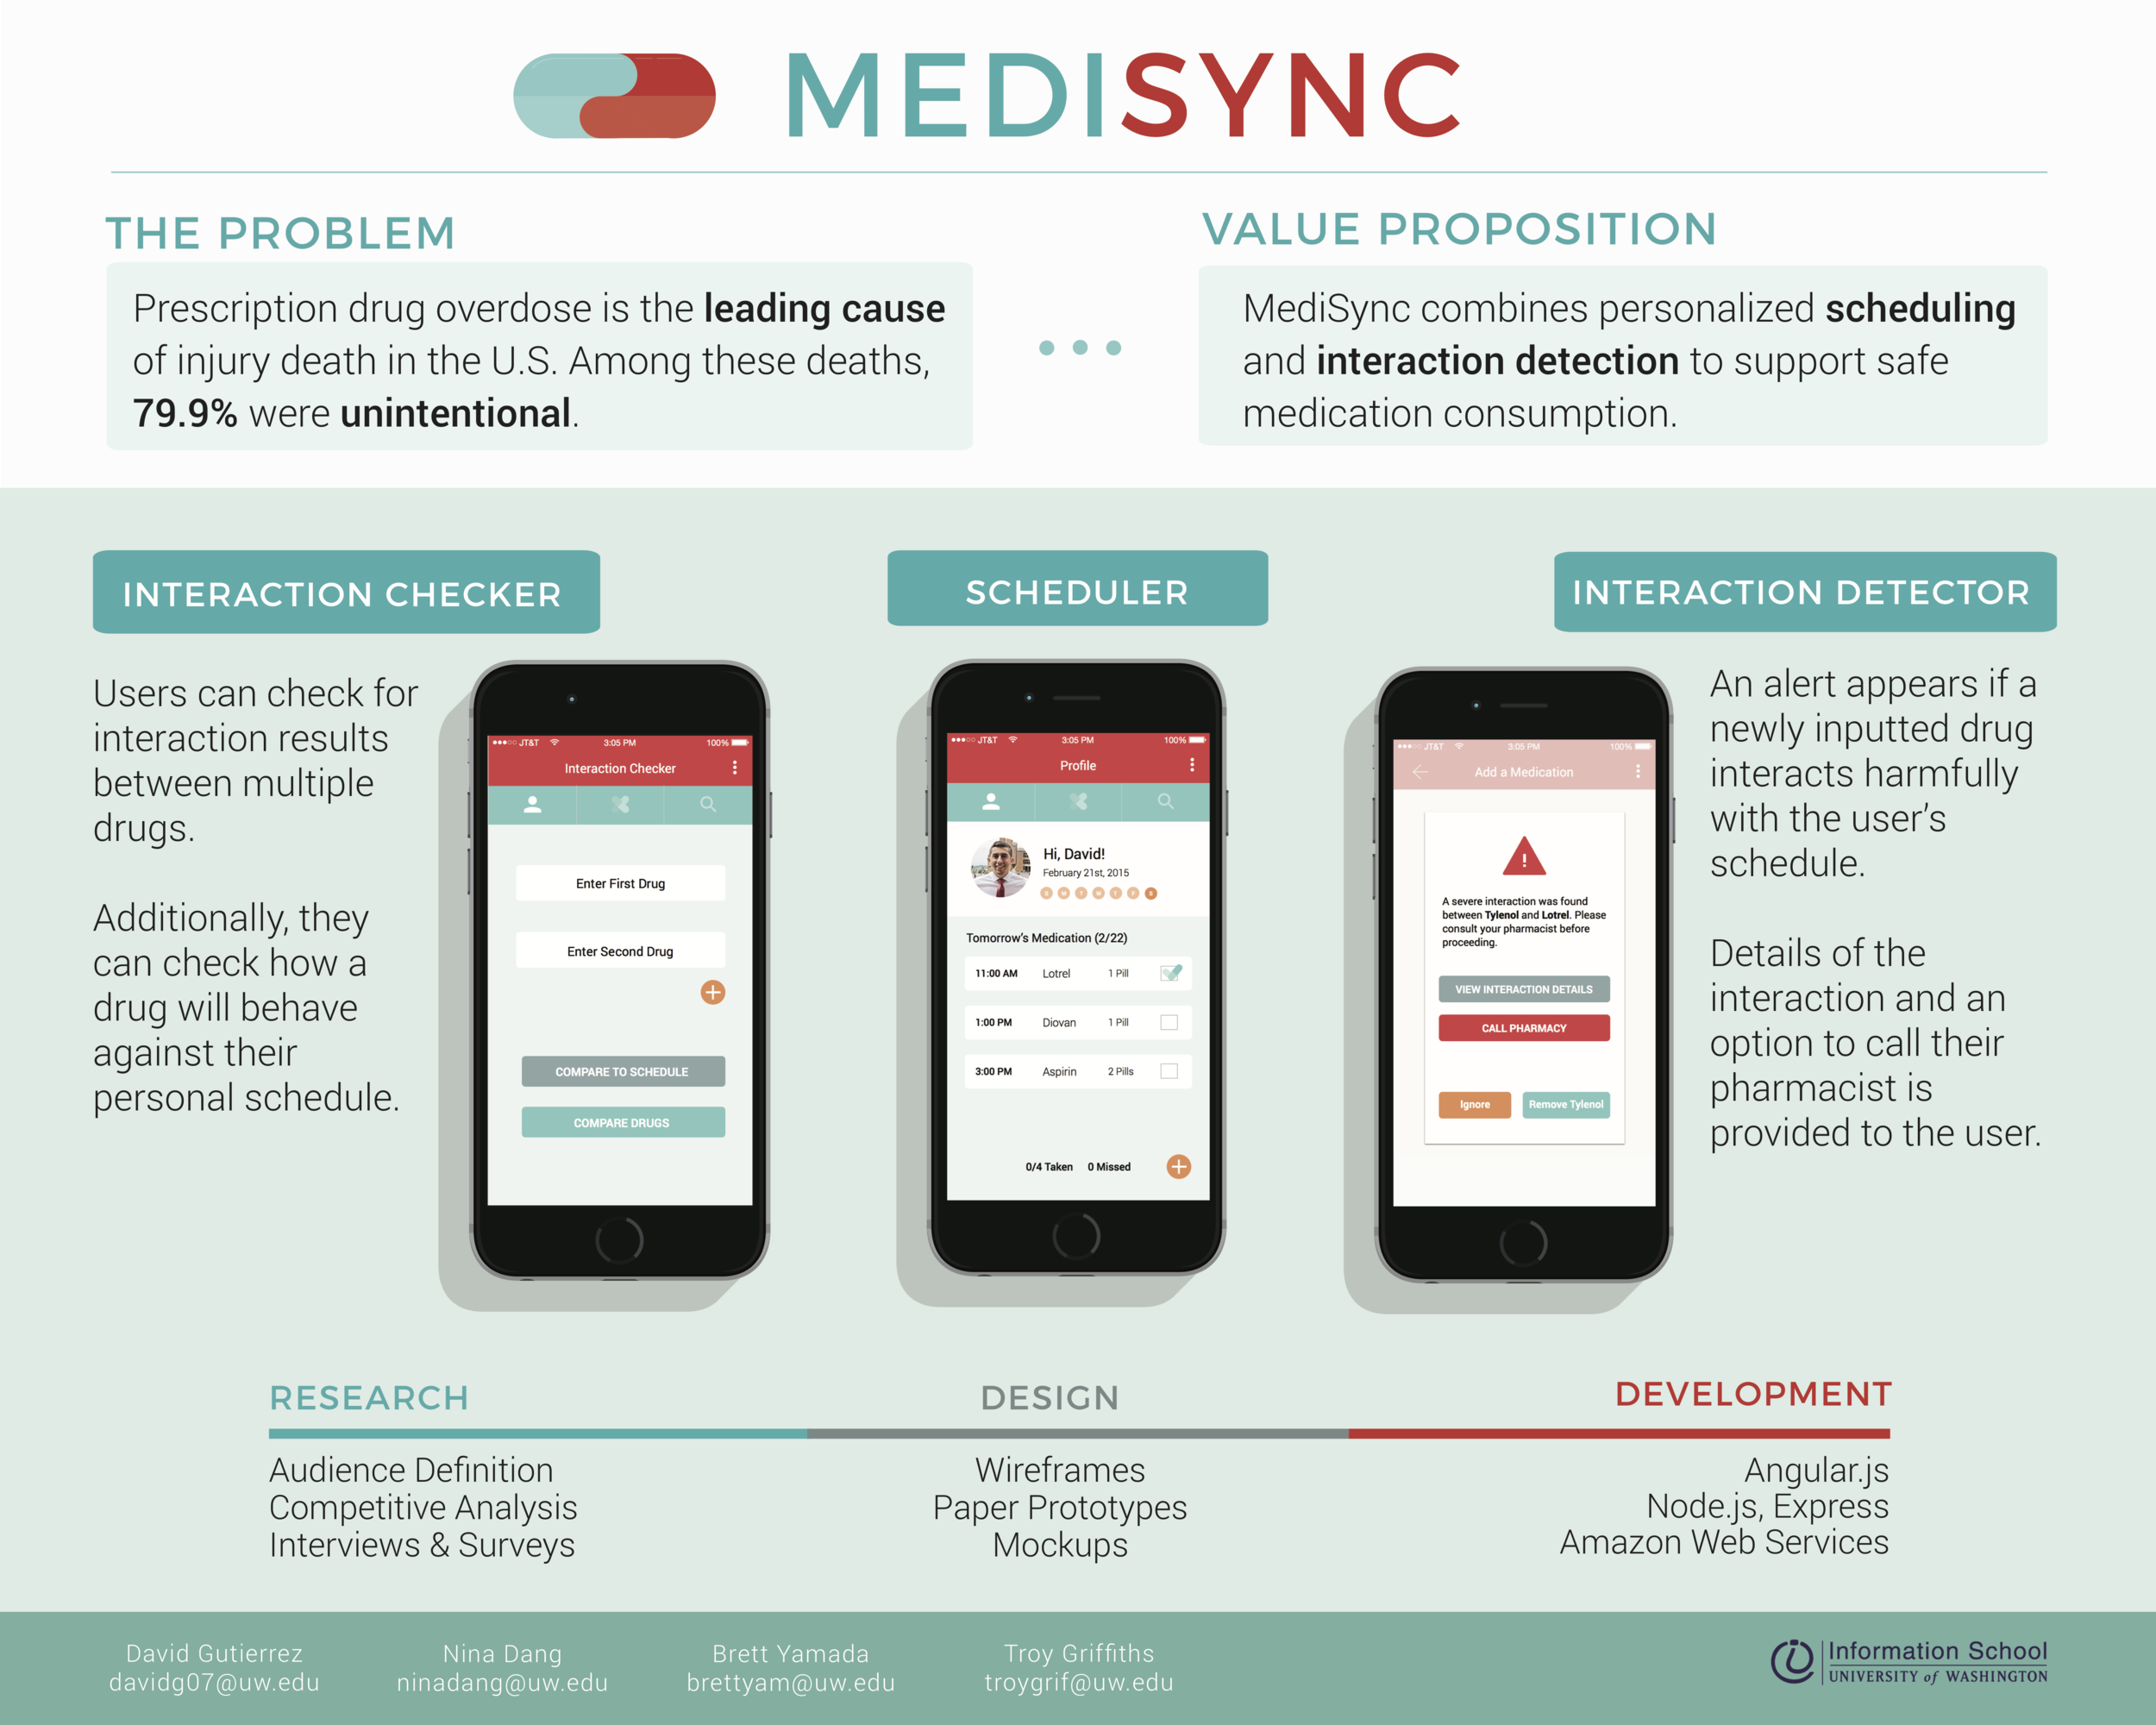 MEDISYNC
THE PROBLEM
Prescription drug overdose is the leading cause
of injury death in the U.S. Among these deaths,
79.9% were unintentional.
VALUE PROPOSITION
MediSync combines personalized scheduling
and interaction detection to support safe
medication consumption.
INTERACTION CHECKER
Users can check for
interaction results
between multiple
drugs.
Additionally, they
can check how a
drug will behave
against their
personal schedule.
JT&T 3:05 PM 100%
Interaction Checker
Enter First Drug
Enter Second Drug
COMPARE TO SCHEDULE
COMPARE DRUGS
SCHEDULER
JT&T 3:05 PM 100%
Profile
Hi, David!
February 21st, 2015
S M T W T F S
Tomorrow's Medication (2/22)
11:00 AM Lotrel 1 Pill
1:00 PM Diovan 1 Pill
3:00 PM Aspirin 2 Pills
0/4 Taken 0 Missed
INTERACTION DETECTOR
JT&T 3:05 PM 100%
Add a Medication
A severe interaction was found
between Tylenol and Lotrel. Please
consult your pharmacist before
proceeding.
VIEW INTERACTION DETAILS
CALL PHARMACY
Ignore Remove Tylenol
An alert appears if a
newly inputted drug
interacts harmfully
with the user's
schedule.
Details of the
interaction and an
option to call their
pharmacist is
provided to the user.
RESEARCH
Audience Definition
Competitive Analysis
Interviews & Surveys
DESIGN
Wireframes
Paper Prototypes
Mockups
DEVELOPMENT
Angular.js
Node.js, Express
Amazon Web Services
David Gutierrez
davidg07@uw.edu
Nina Dang
ninadang@uw.edu
Brett Yamada
brettyam@uw.edu
Troy Griffiths
troygrif@uw.edu
Information School
UNIVERSITY of WASHINGTON